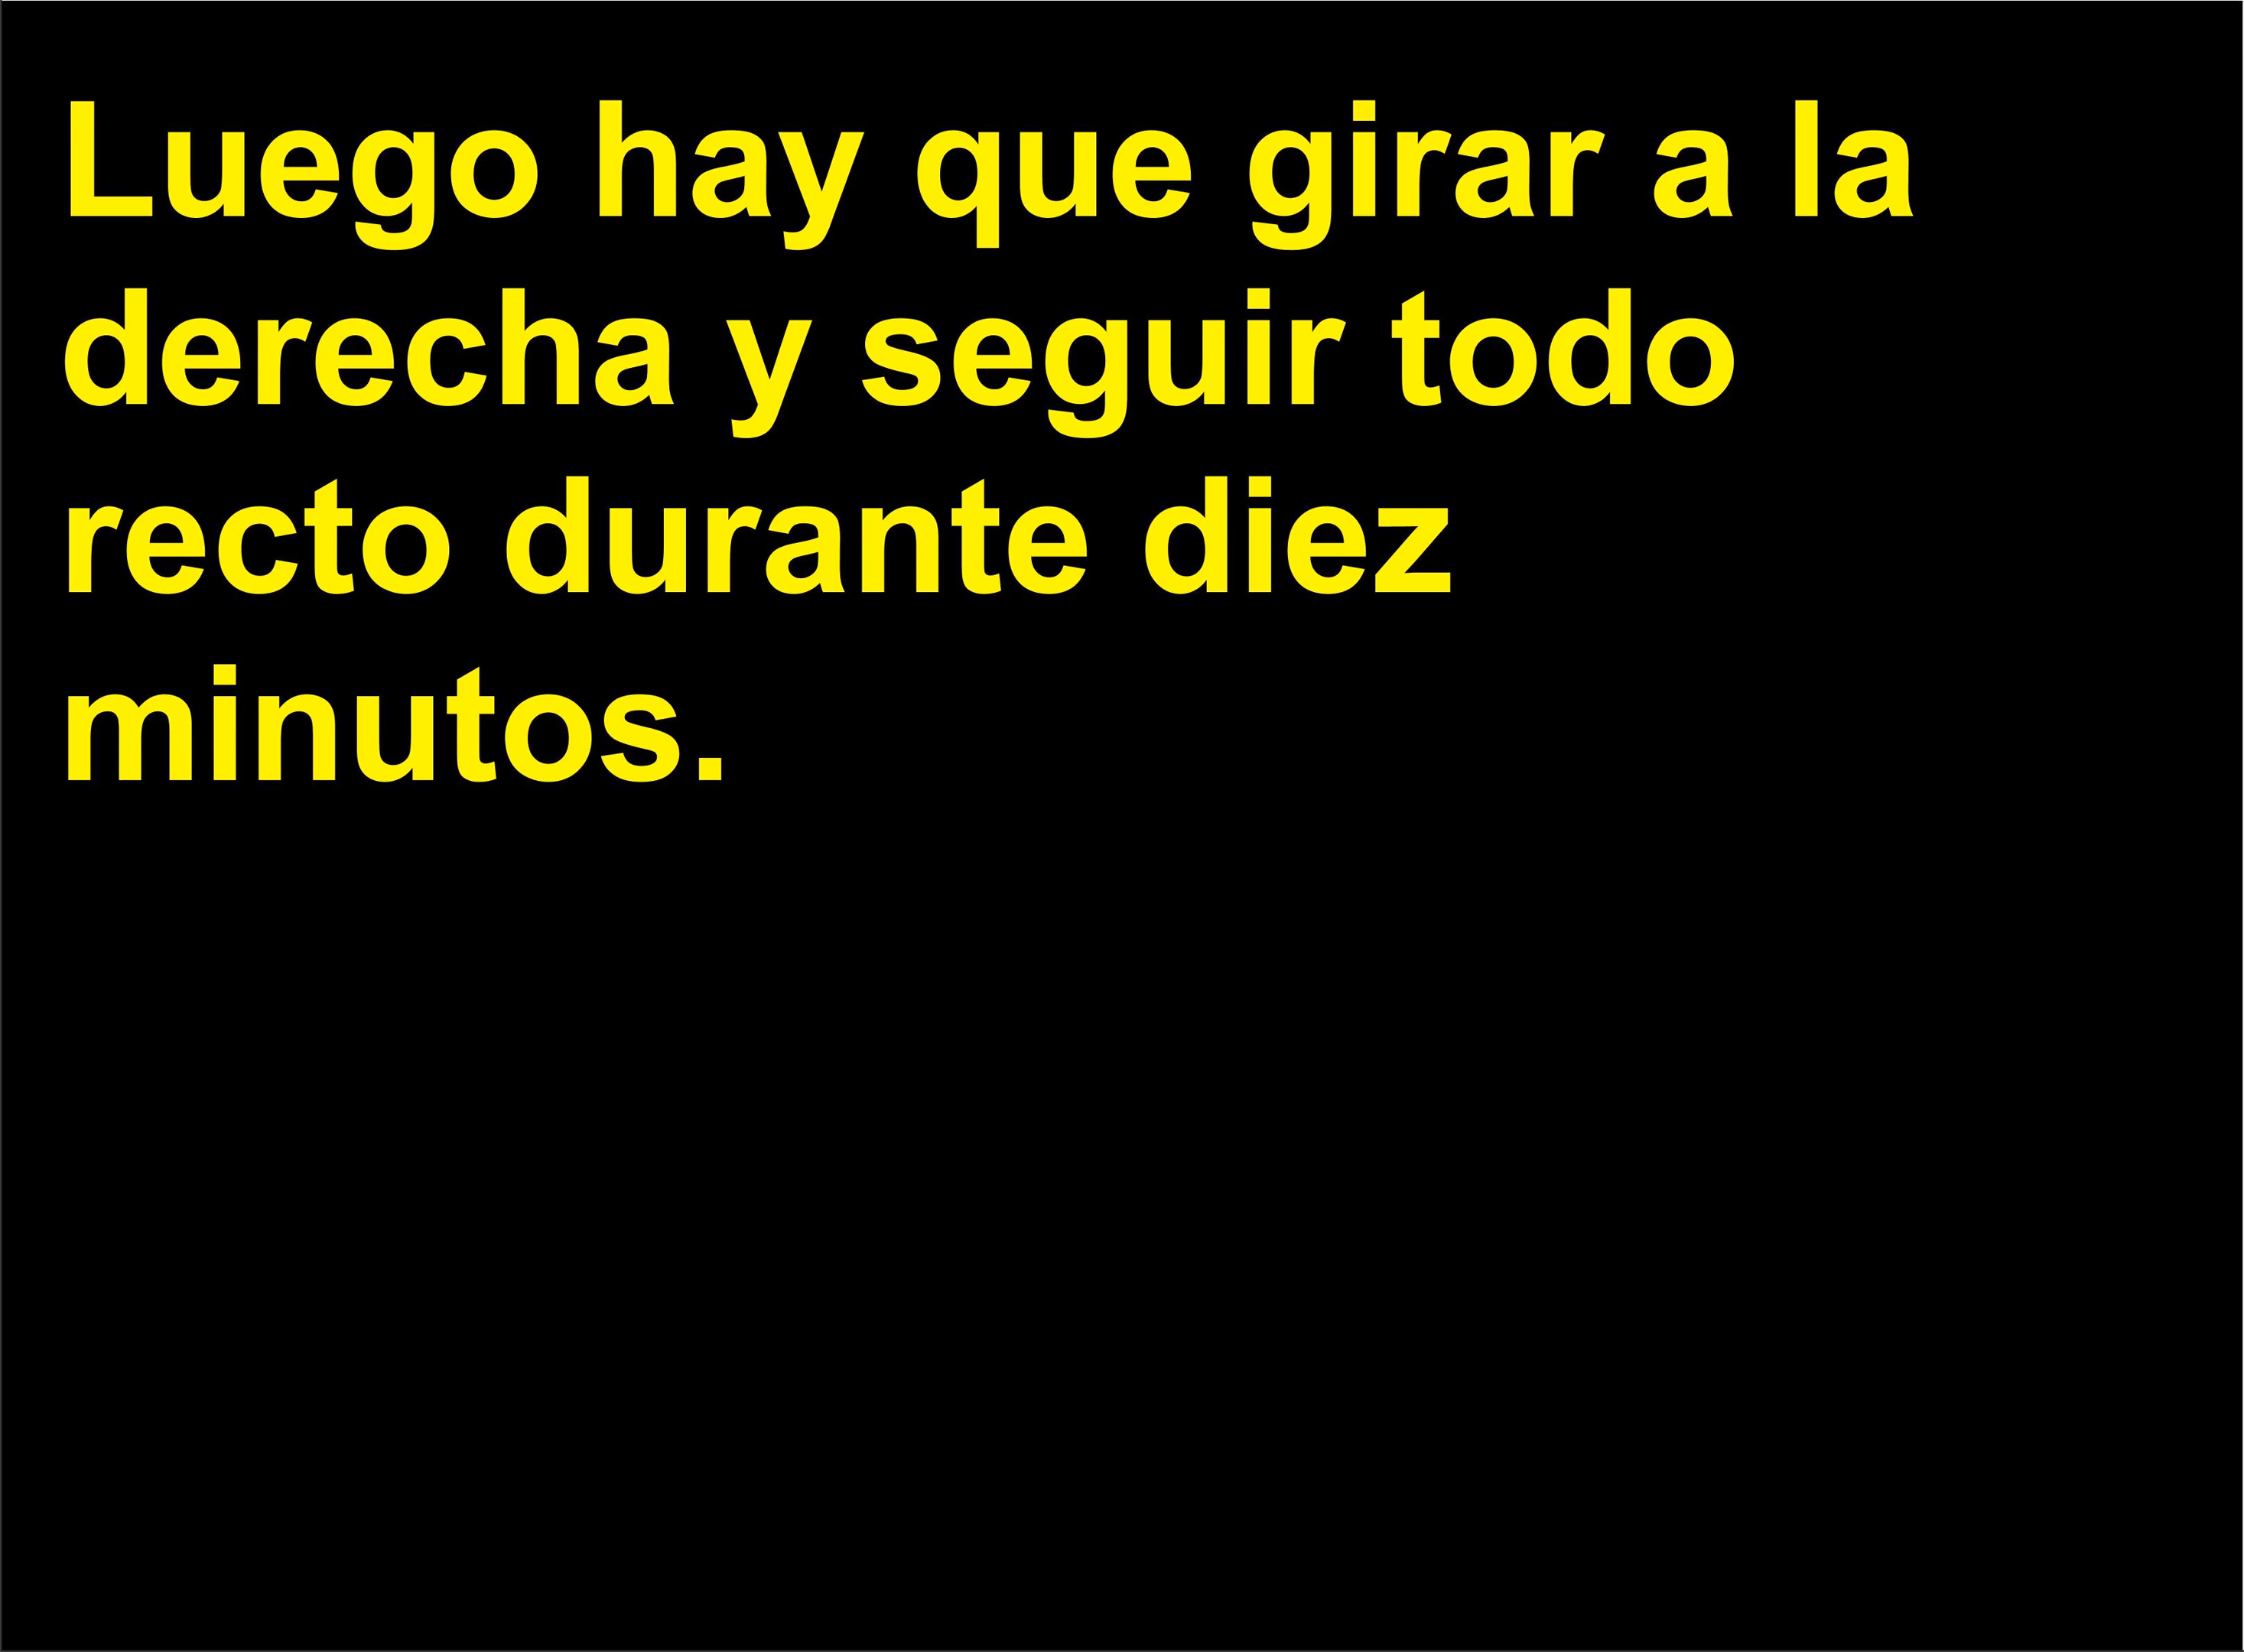 Luego hay que girar a la
derecha y seguir todo
recto durante diez
minutos.